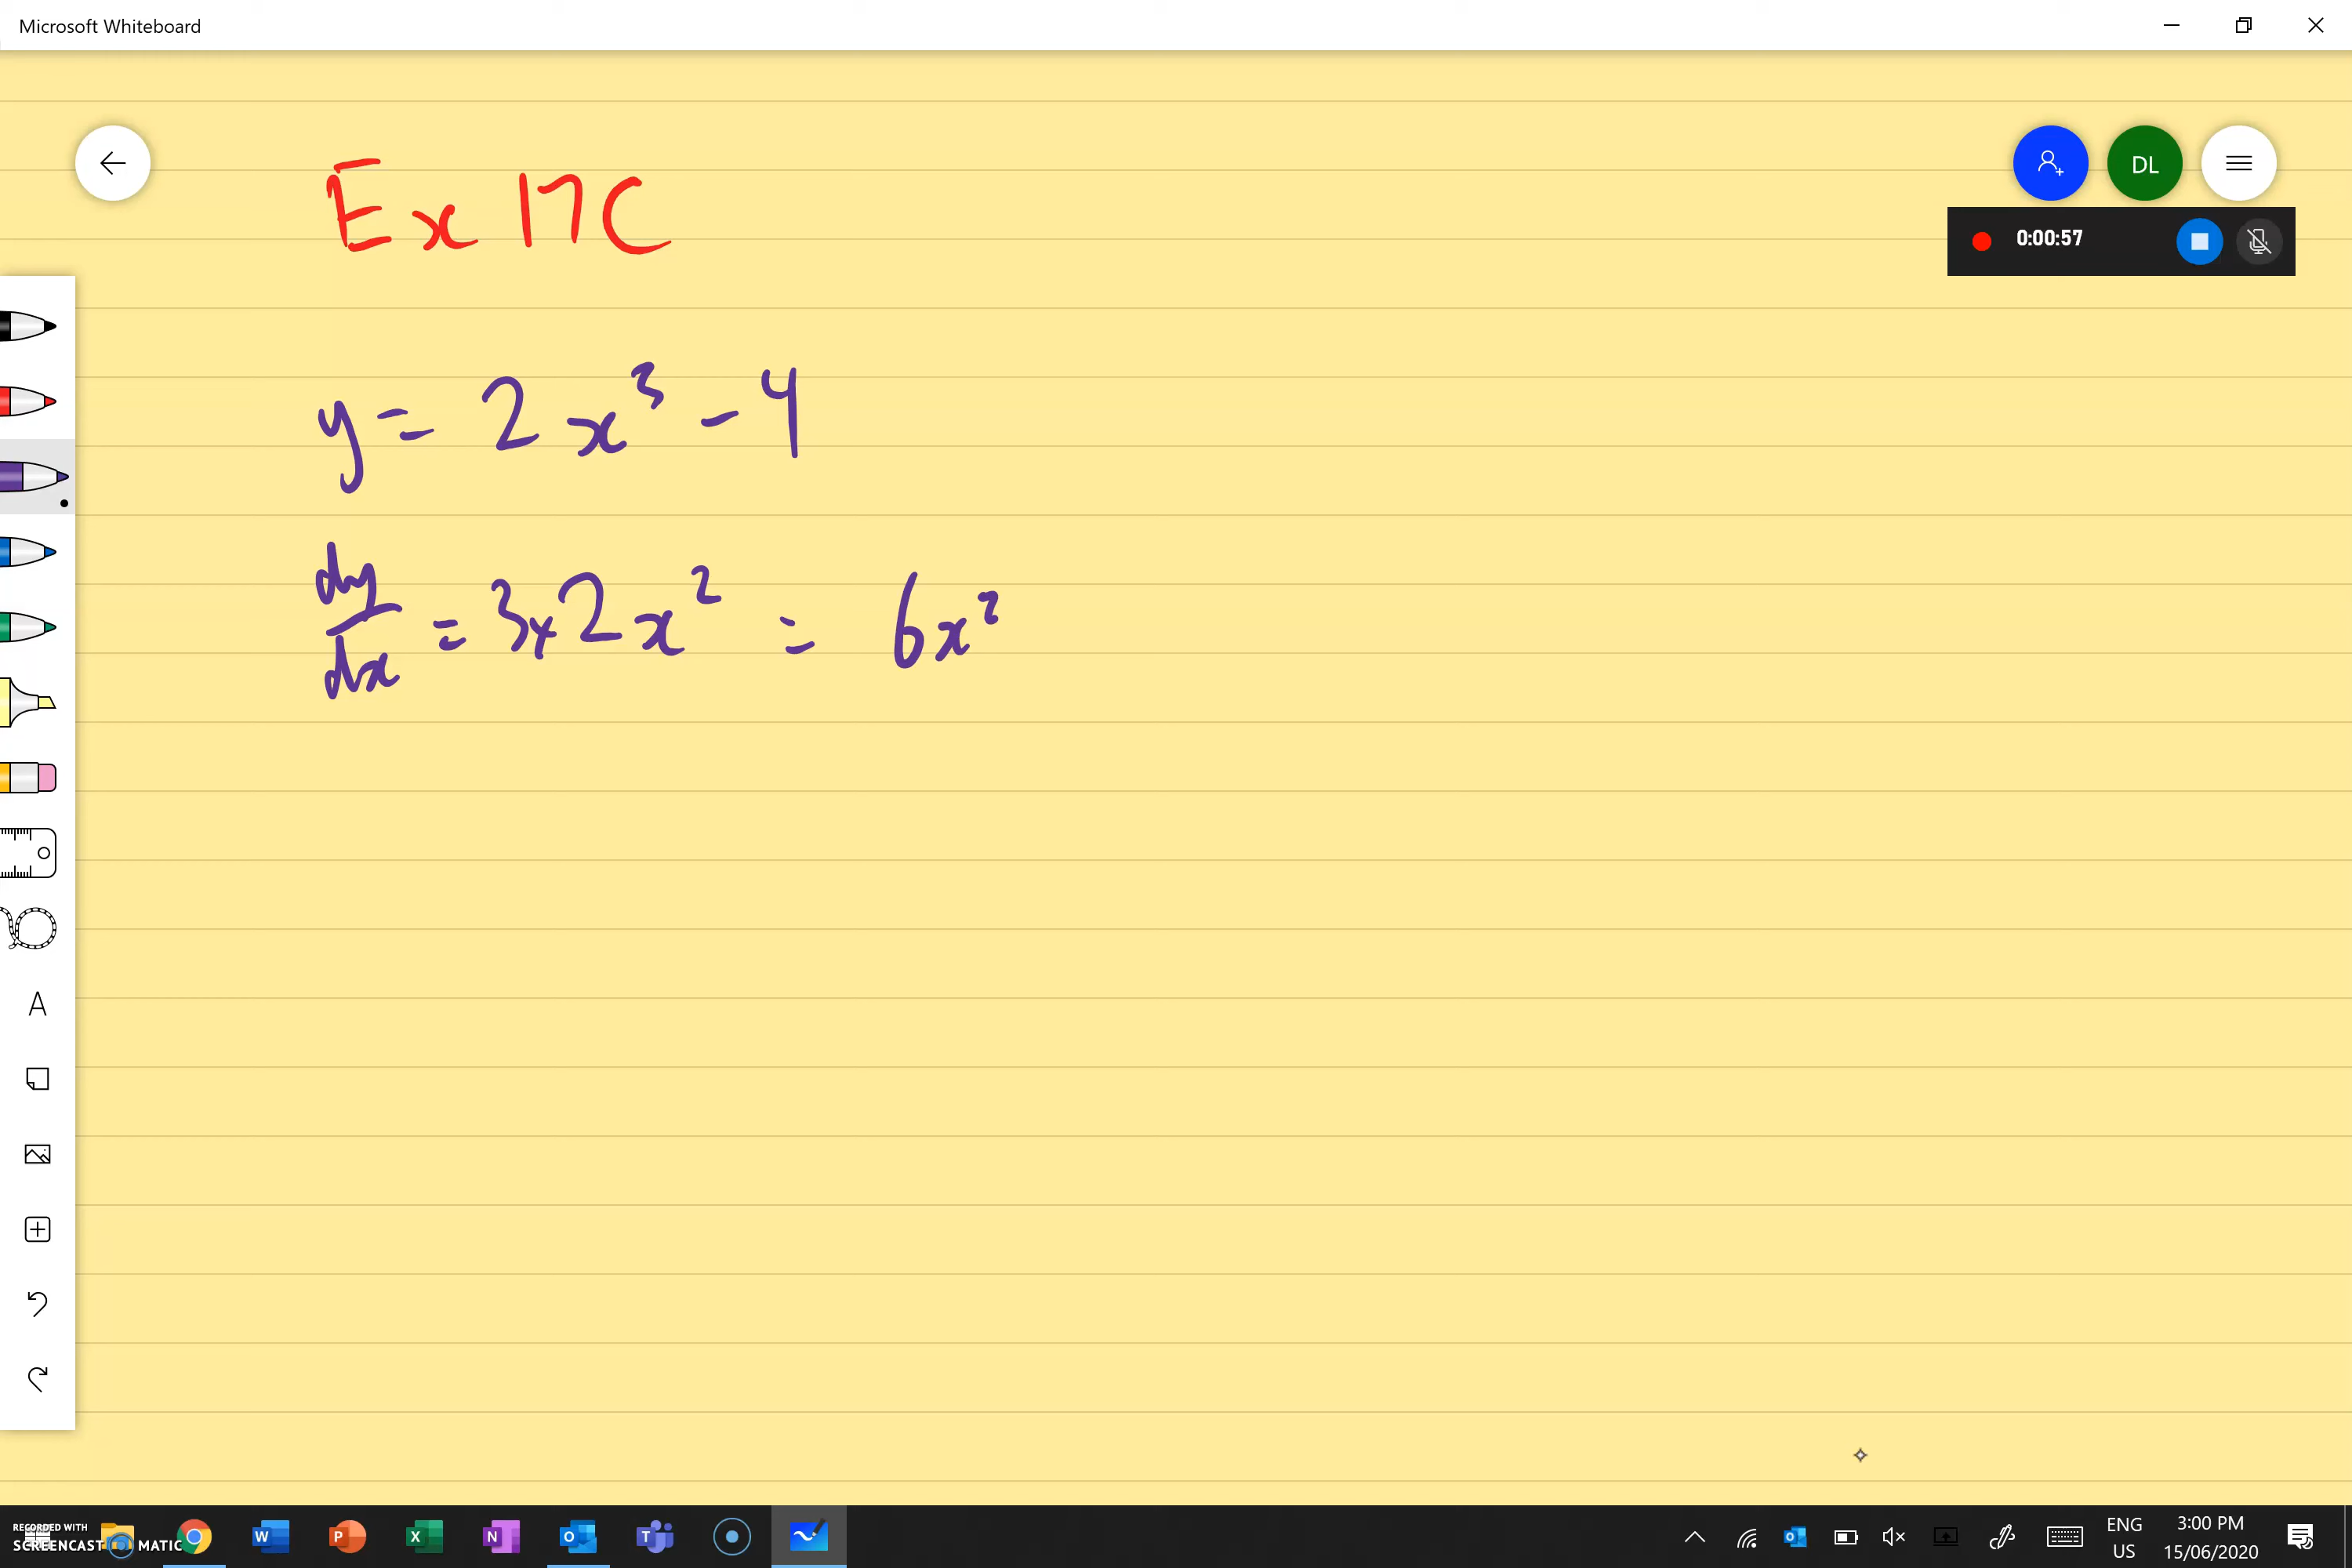 Microsoft Whiteboard
DL
Ex 17C
0:00:57
y = 2x³ - 4
dy/dx = 3×2x² = 6x²
A
RECORDED WITH
SCREENCAST MATIC
W
P
X
N
O
T
O
ENG
US
3:00 PM
15/06/2020